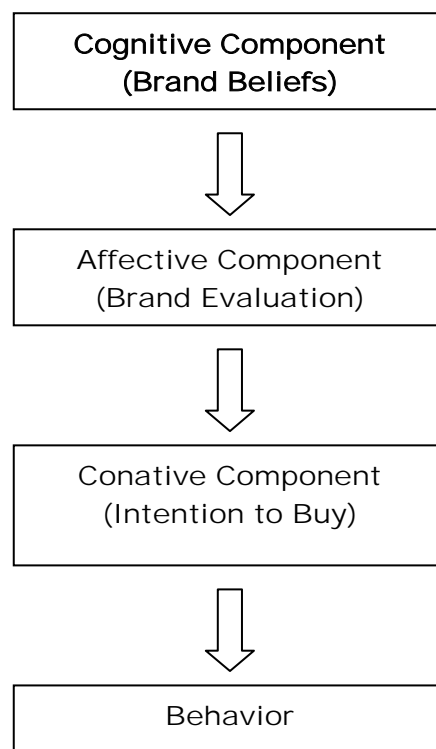 Cognitive Component
(Brand Beliefs)
Affective Component
(Brand Evaluation)
Conative Component
(Intention to Buy)
Behavior